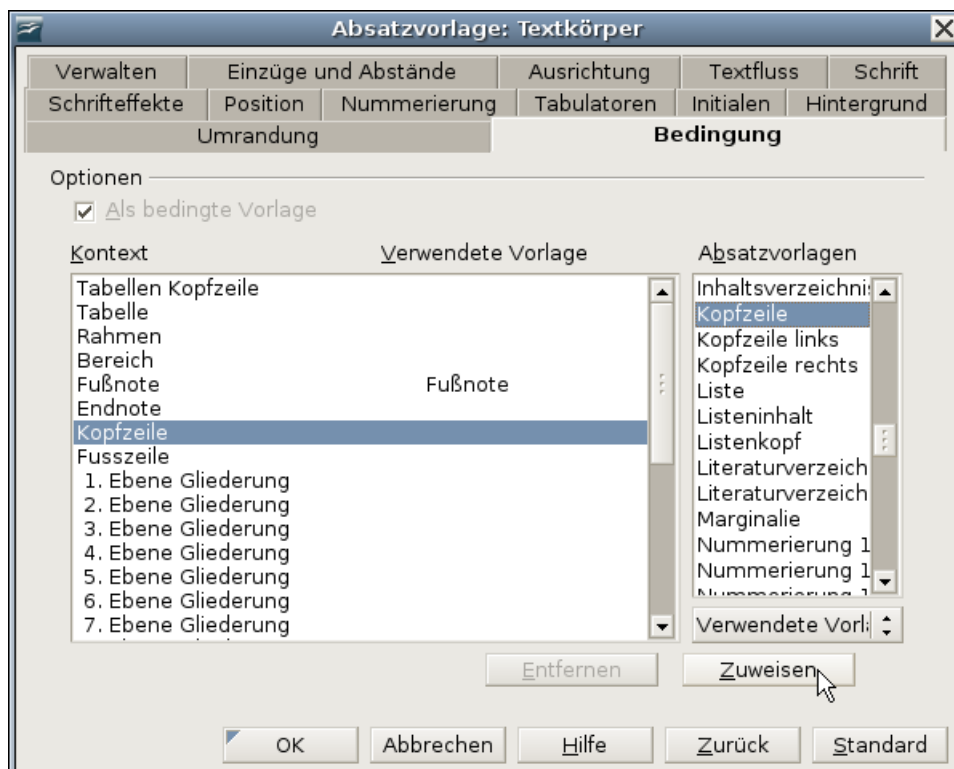 Absatzvorlage: Textkörper
Verwalten Einzüge und Abstände Ausrichtung Textfluss Schrift
Schrifteffekte Position Nummerierung Tabulatoren Initialen Hintergrund
Umrandung Bedingung
Optionen
Als bedingte Vorlage
Kontext Verwendete Vorlage
Tabellen Kopfzeile
Tabelle
Rahmen
Bereich
Fußnote Fußnote
Endnote
Kopfzeile
Fusszeile
1. Ebene Gliederung
2. Ebene Gliederung
3. Ebene Gliederung
4. Ebene Gliederung
5. Ebene Gliederung
6. Ebene Gliederung
7. Ebene Gliederung
Absatzvorlagen
Inhaltsverzeichnis
Kopfzeile
Kopfzeile links
Kopfzeile rechts
Liste
Listeninhalt
Listenkopf
Literaturverzeich
Literaturverzeich
Marginalie
Nummerierung 1
Nummerierung 1
Nummerierung 1
Verwendete Vorl
Entfernen Zuweisen
OK Abbrechen Hilfe Zurück Standard